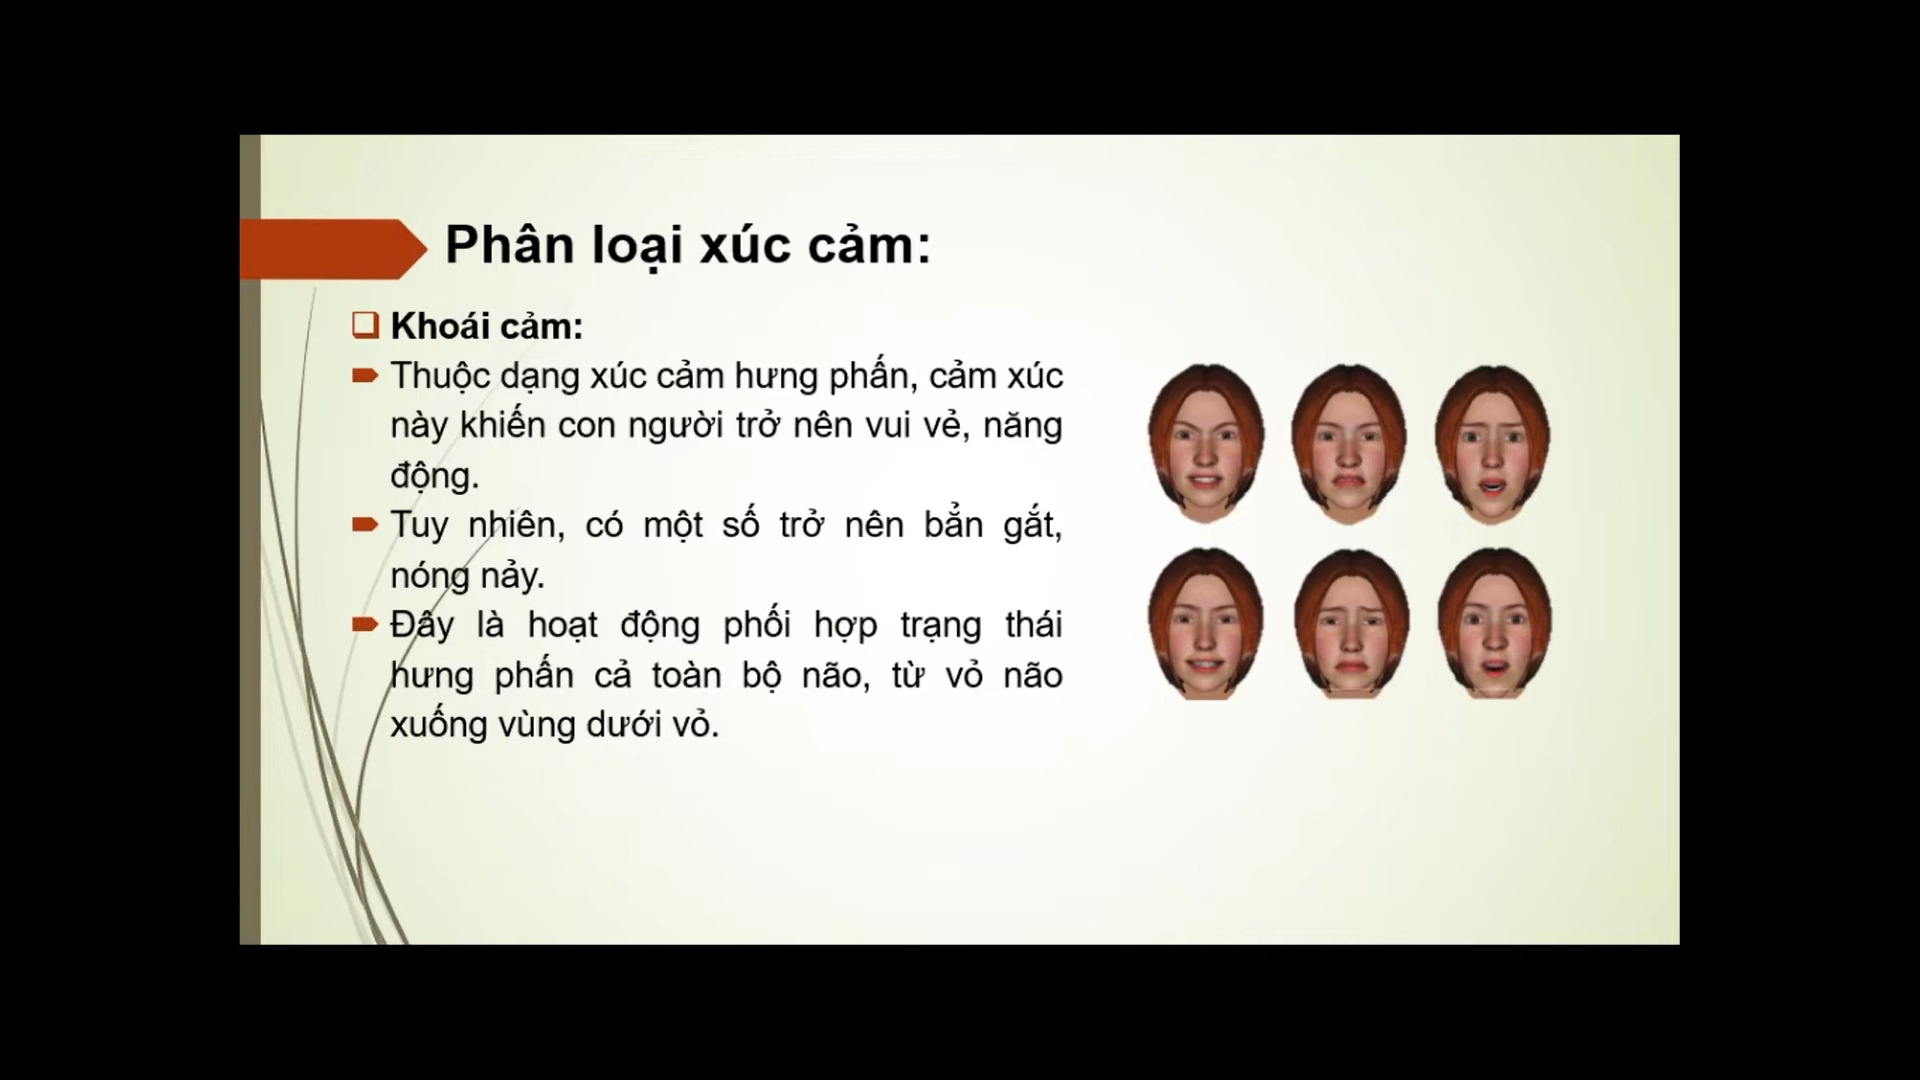 Phân loại xúc cảm:
Khoái cảm:
Thuộc dạng xúc cảm hưng phấn, cảm xúc
này khiến con người trở nên vui vẻ, năng
động.
Tuy nhiên, có một số trở nên bẳn gắt,
nóng nảy.
Đây là hoạt động phối hợp trạng thái
hưng phấn cả toàn bộ não, từ vỏ não
xuống vùng dưới vỏ.